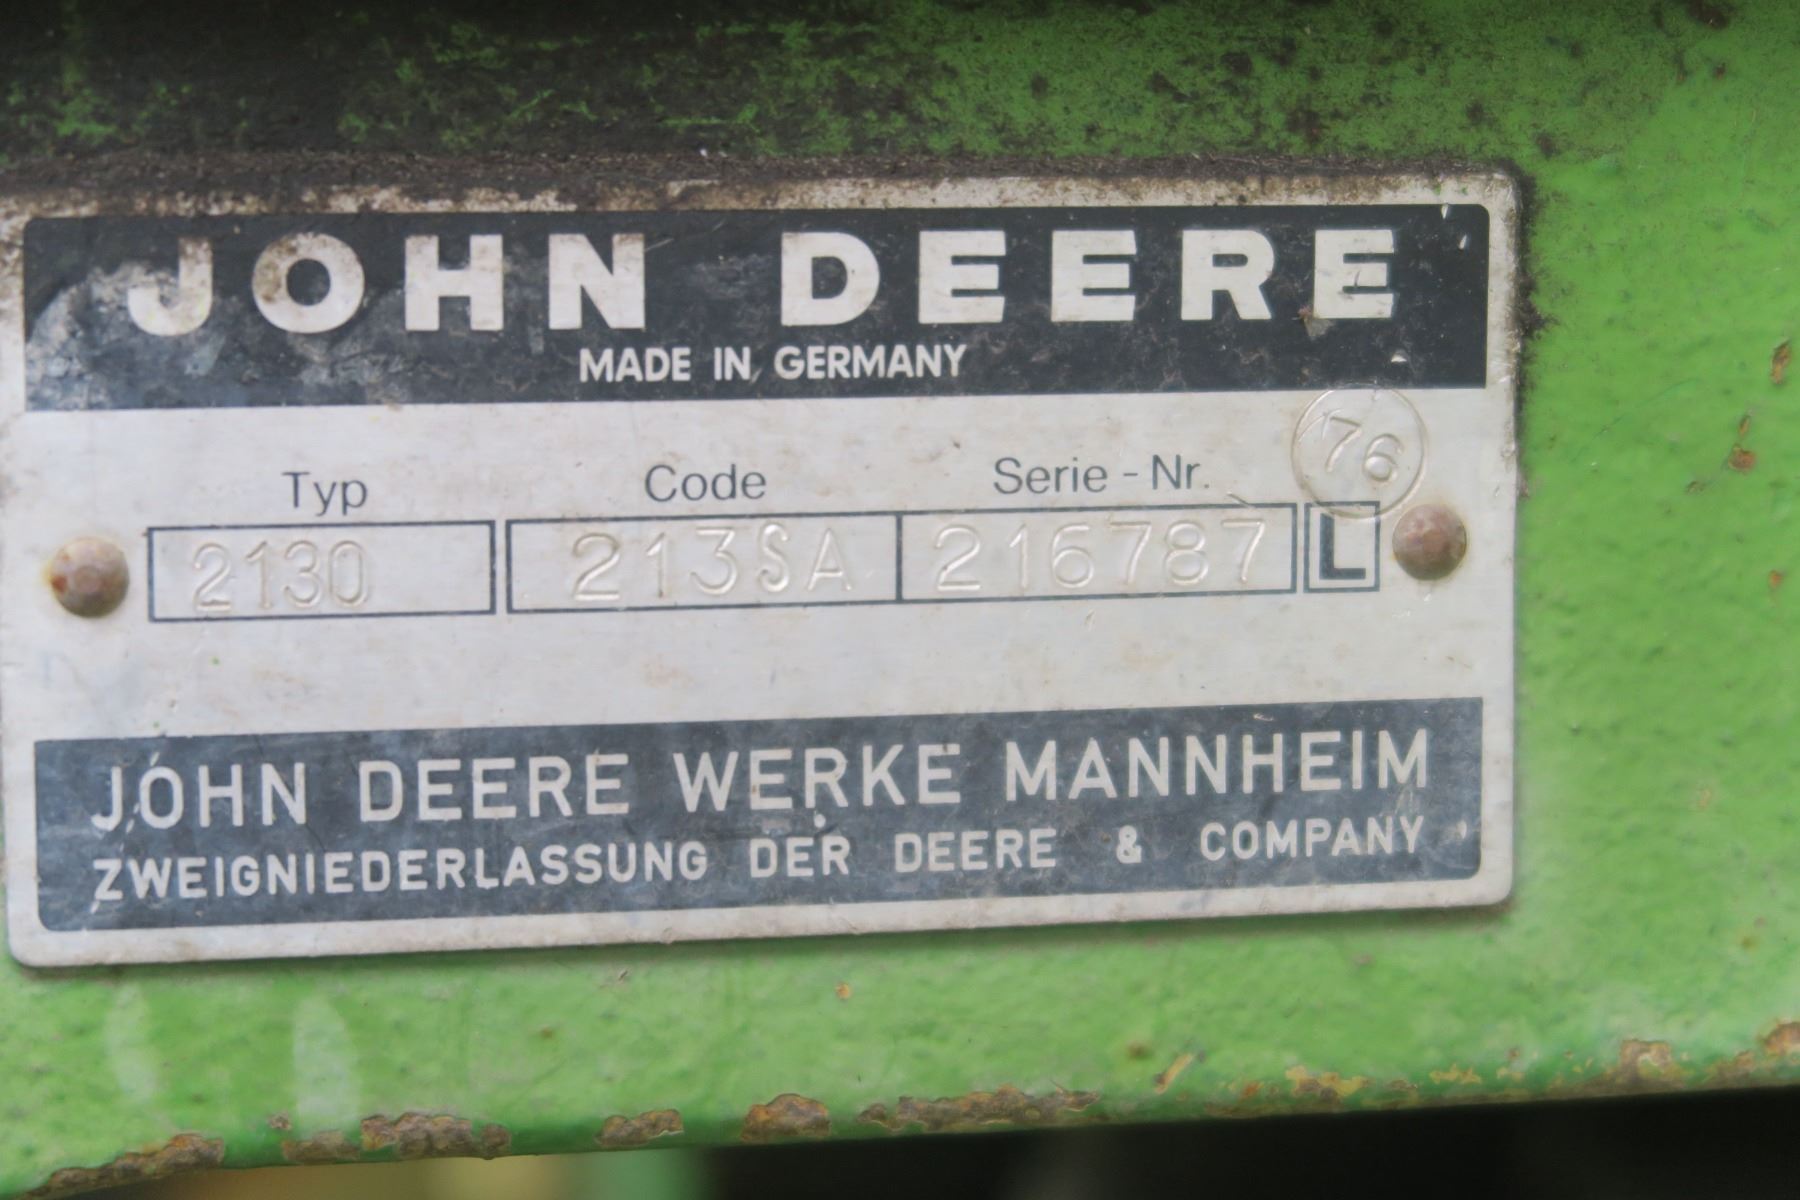 JOHN DEERE
MADE IN GERMANY
76
Typ Code Serie - Nr.
2130 213SA 216787 L
JOHN DEERE WERKE MANNHEIM
ZWEIGNIEDERLASSUNG DER DEERE & COMPANY